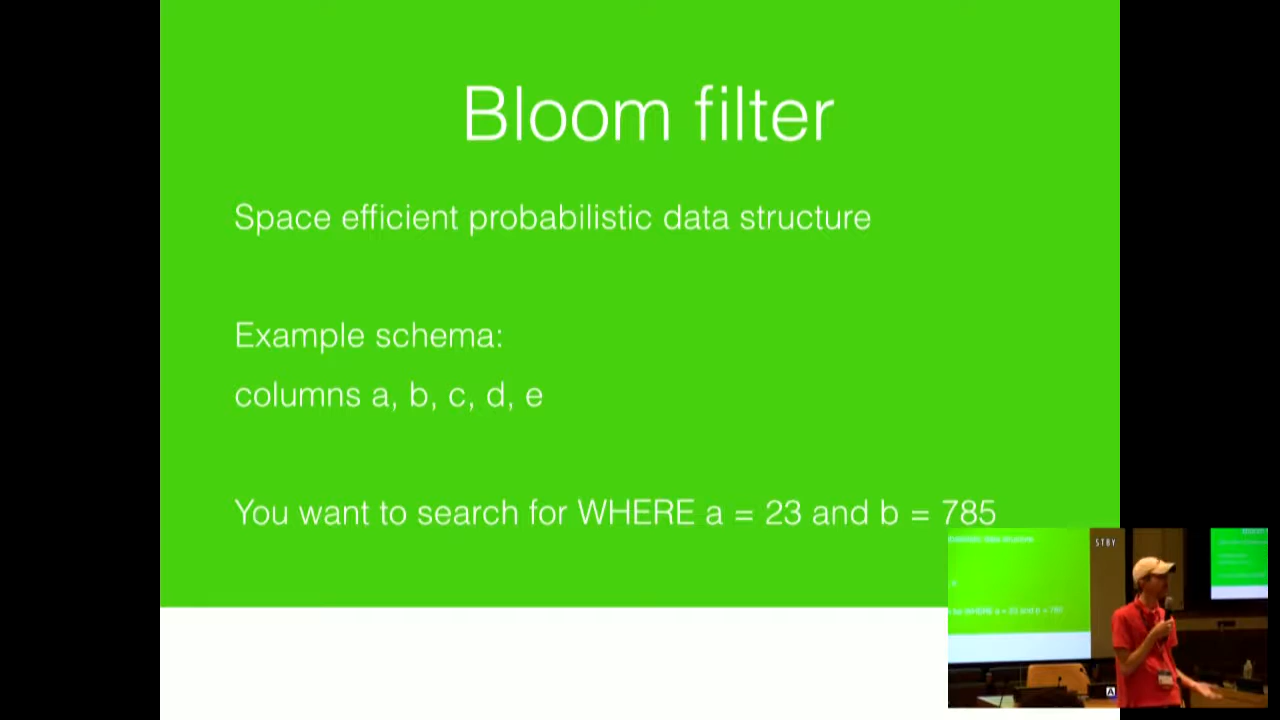 Bloom filter
Space efficient probabilistic data structure
Example schema:
columns a, b, c, d, e
You want to search for WHERE a = 23 and b = 785
STBY
A